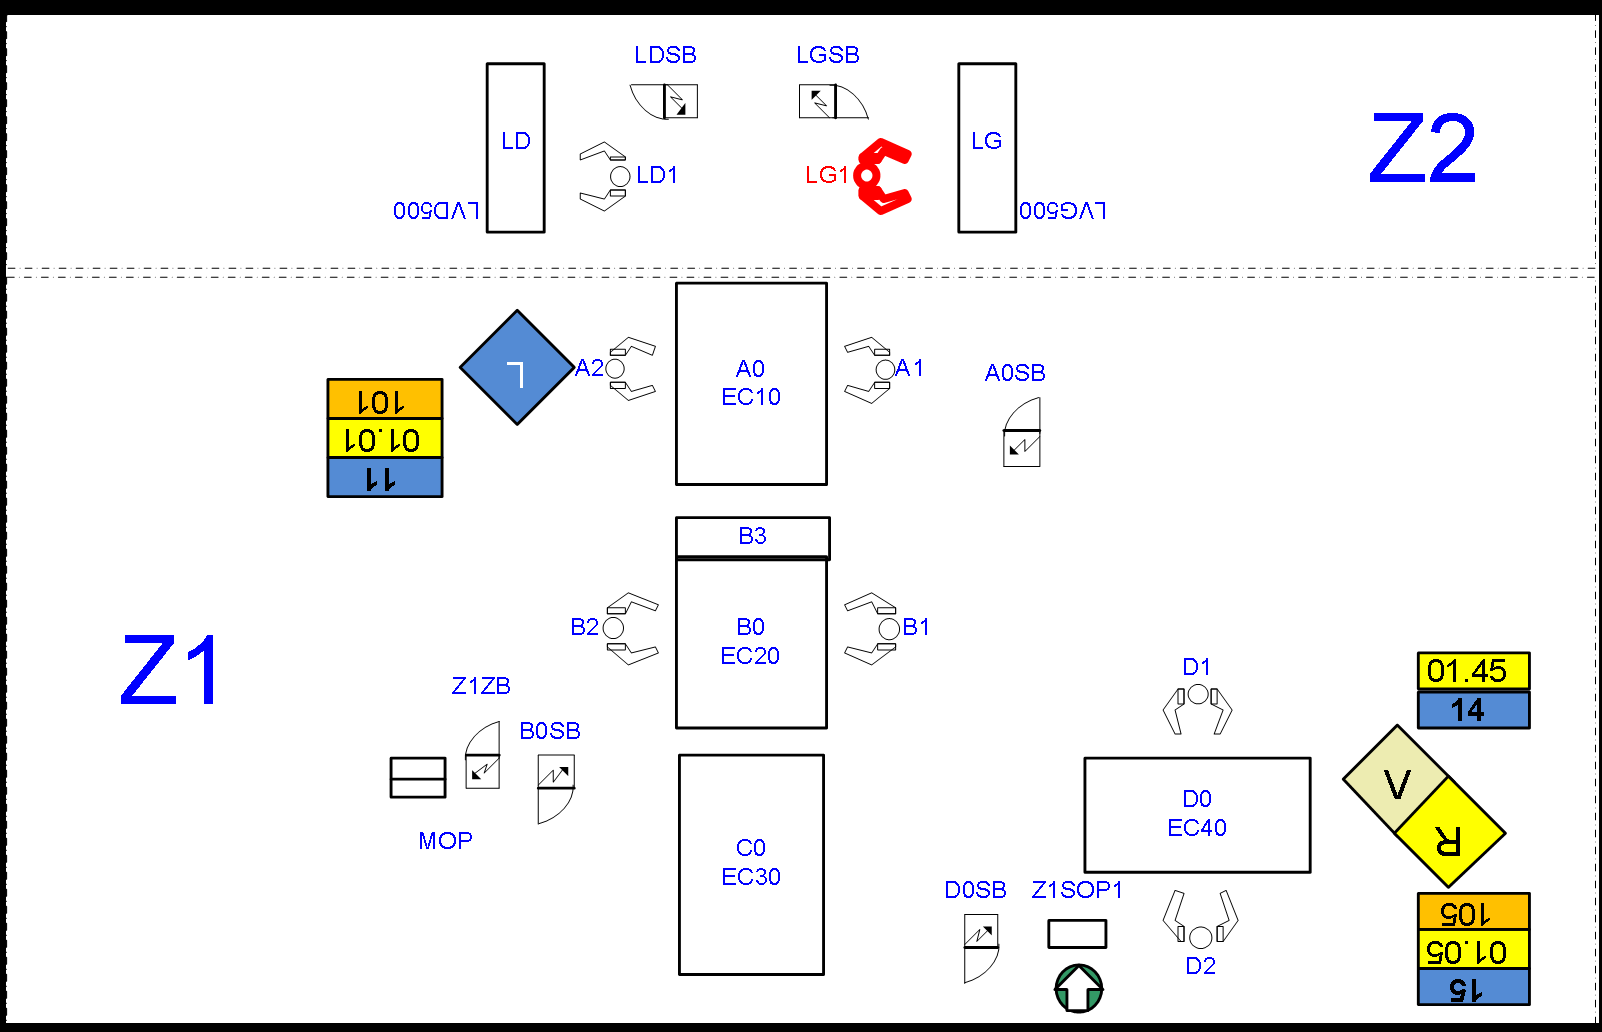 LDSB
LGSB
LD
LG
Z2
LD1
LG1
LVD500
LVG500
A2
A0
EC10
A1
A0SB
L
101
01.01
11
B3
B2
B0
EC20
B1
Z1
Z1ZB
B0SB
MOP
C0
EC30
D1
01.45
14
D0
EC40
V
R
D0SB
Z1SOP1
D2
105
01.05
15